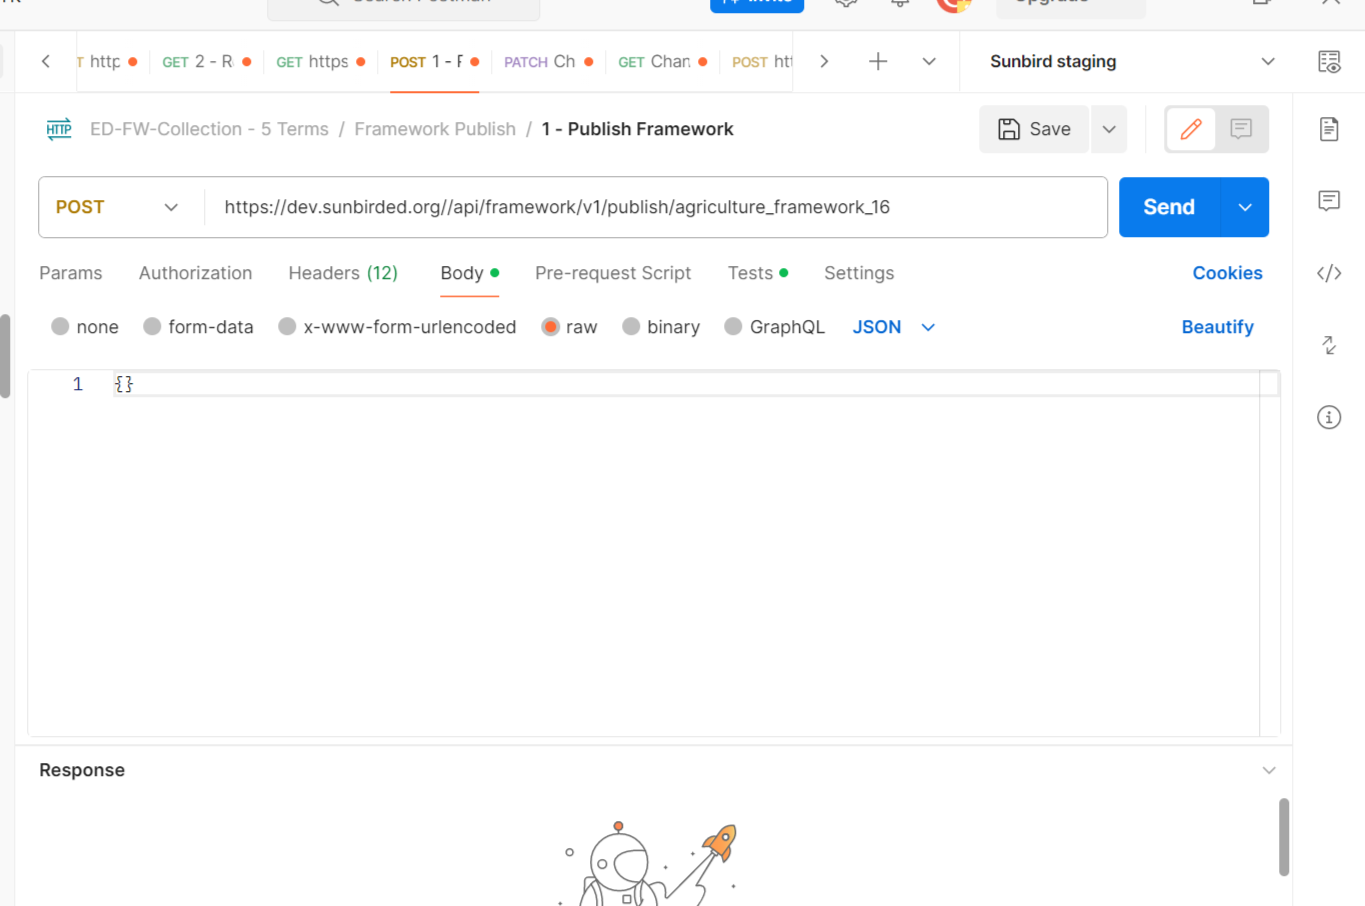 Invite
T http GET 2 - R GET https POST 1 - F PATCH Ch GET Chan POST htt Sunbird staging
HTTP ED-FW-Collection - 5 Terms / Framework Publish / 1 - Publish Framework Save
POST https://dev.sunbirded.org//api/framework/v1/publish/agriculture_framework_16 Send
Params Authorization Headers (12) Body Pre-request Script Tests Settings Cookies
none form-data x-www-form-urlencoded raw binary GraphQL JSON Beautify
1 {}
Response